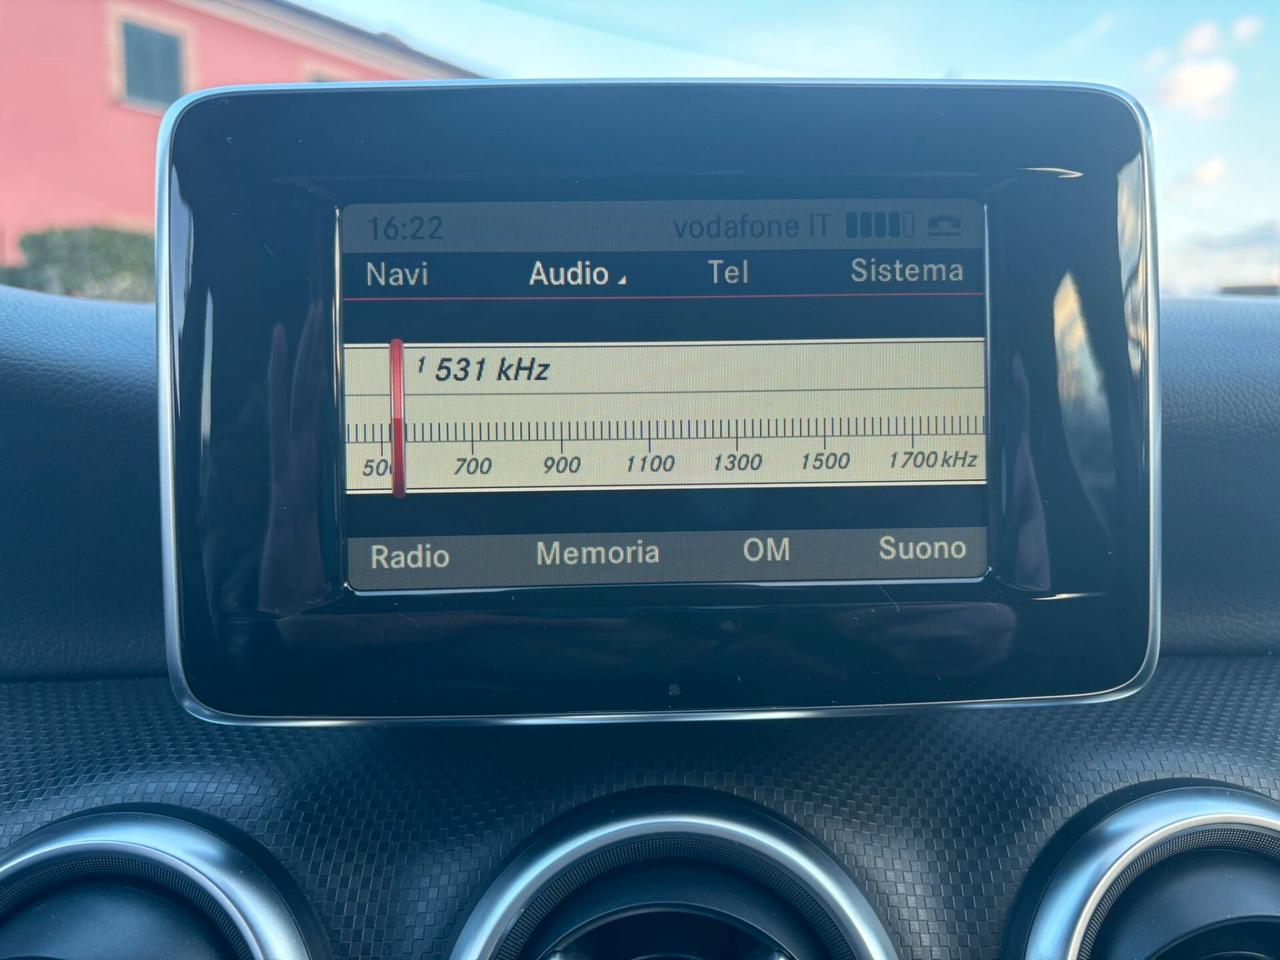 16:22 vodafone IT
Navi Audio Tel Sistema
1 531 kHz
500 700 900 1100 1300 1500 1700 kHz
Radio Memoria OM Suono